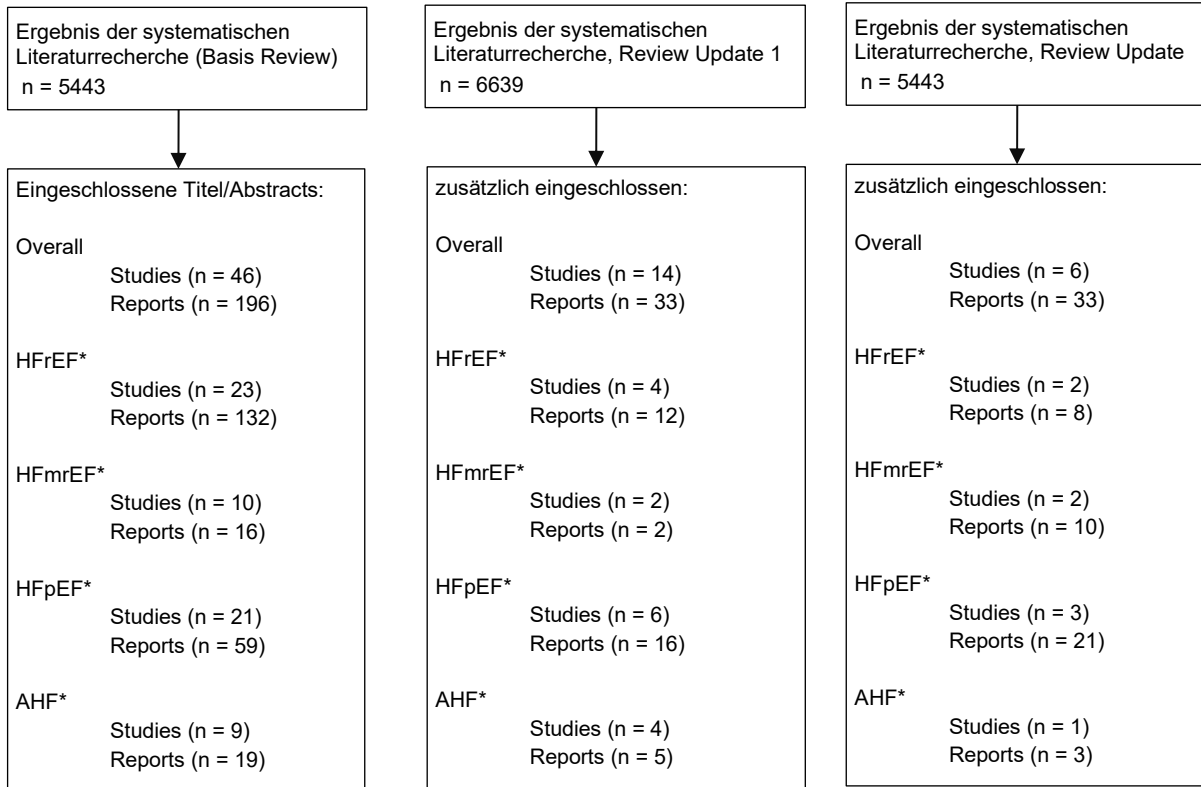 Ergebnis der systematischen
Literaturrecherche (Basis Review)
n = 5443
Eingeschlossene Titel/Abstracts:
Overall
Studies (n = 46)
Reports (n = 196)
HFrEF*
Studies (n = 23)
Reports (n = 132)
HFmrEF*
Studies (n = 10)
Reports (n = 16)
HFpEF*
Studies (n = 21)
Reports (n = 59)
AHF*
Studies (n = 9)
Reports (n = 19)
Ergebnis der systematischen
Literaturrecherche, Review Update 1
n = 6639
zusätzlich eingeschlossen:
Overall
Studies (n = 14)
Reports (n = 33)
HFrEF*
Studies (n = 4)
Reports (n = 12)
HFmrEF*
Studies (n = 2)
Reports (n = 2)
HFpEF*
Studies (n = 6)
Reports (n = 16)
AHF*
Studies (n = 4)
Reports (n = 5)
Ergebnis der systematischen
Literaturrecherche, Review Update
n = 5443
zusätzlich eingeschlossen:
Overall
Studies (n = 6)
Reports (n = 33)
HFrEF*
Studies (n = 2)
Reports (n = 8)
HFmrEF*
Studies (n = 2)
Reports (n = 10)
HFpEF*
Studies (n = 3)
Reports (n = 21)
AHF*
Studies (n = 1)
Reports (n = 3)